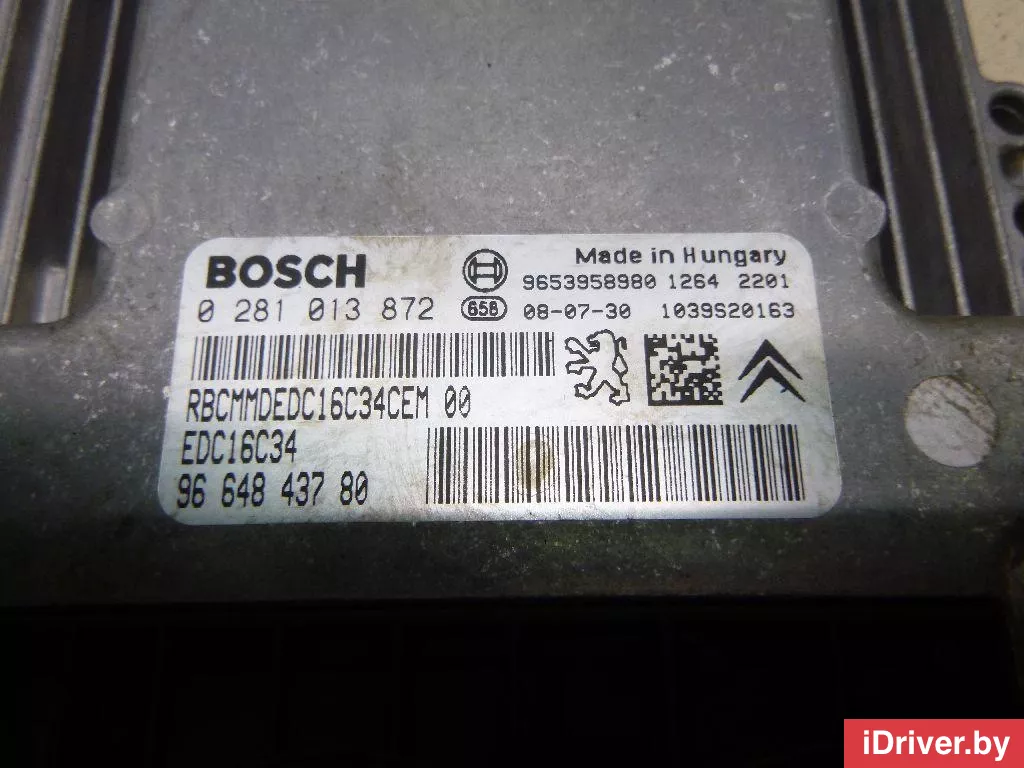 BOSCH
Made in Hungary
9653958980 1264 2201
0 281 013 872
656 08-07-30 1039S20163
RBCMMDEDC16C34CEM 00
EDC16C34
96 648 437 80
iDriver.by